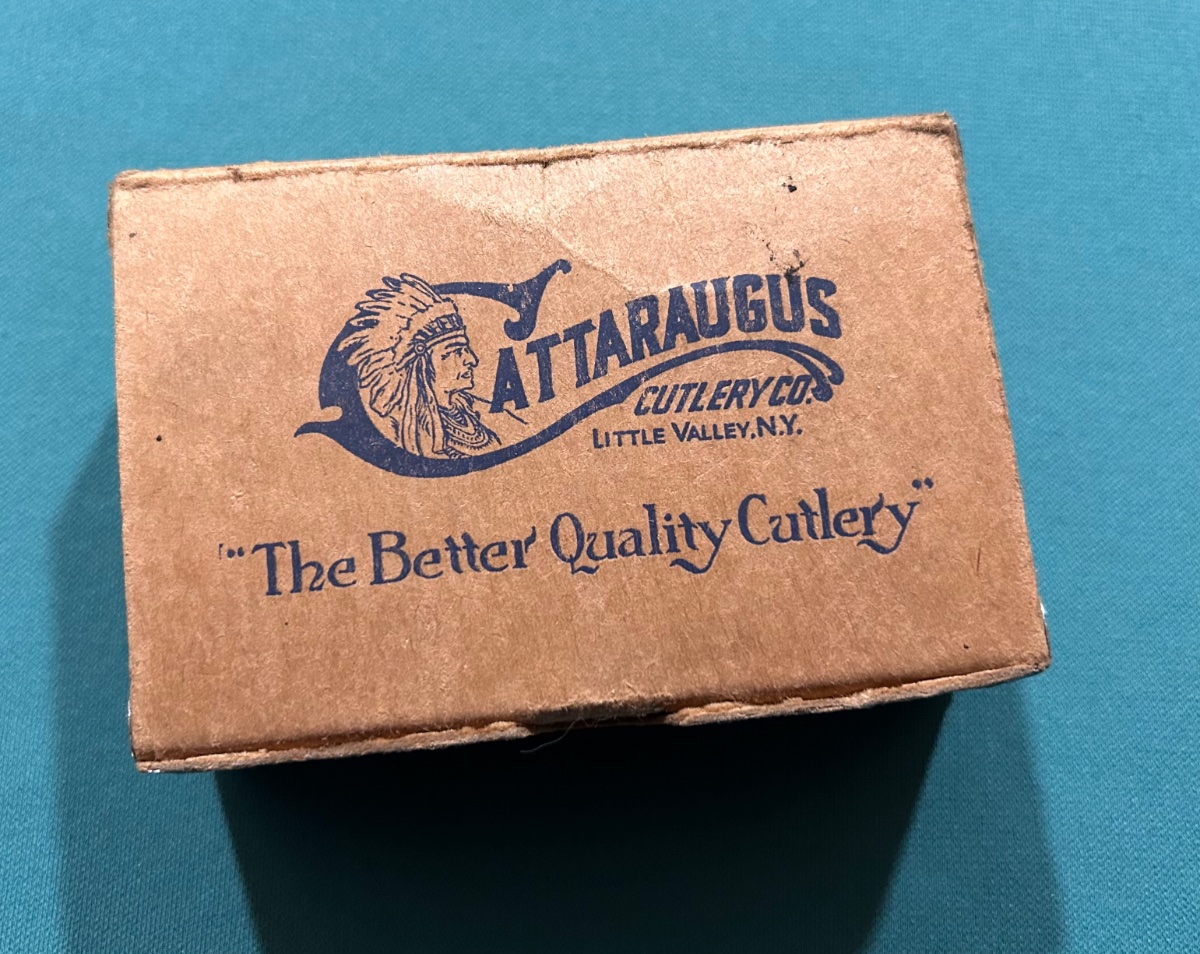 CATTARAUGUS
CUTLERY CO.
LITTLE VALLEY, N.Y.
"The Better Quality Cutlery"